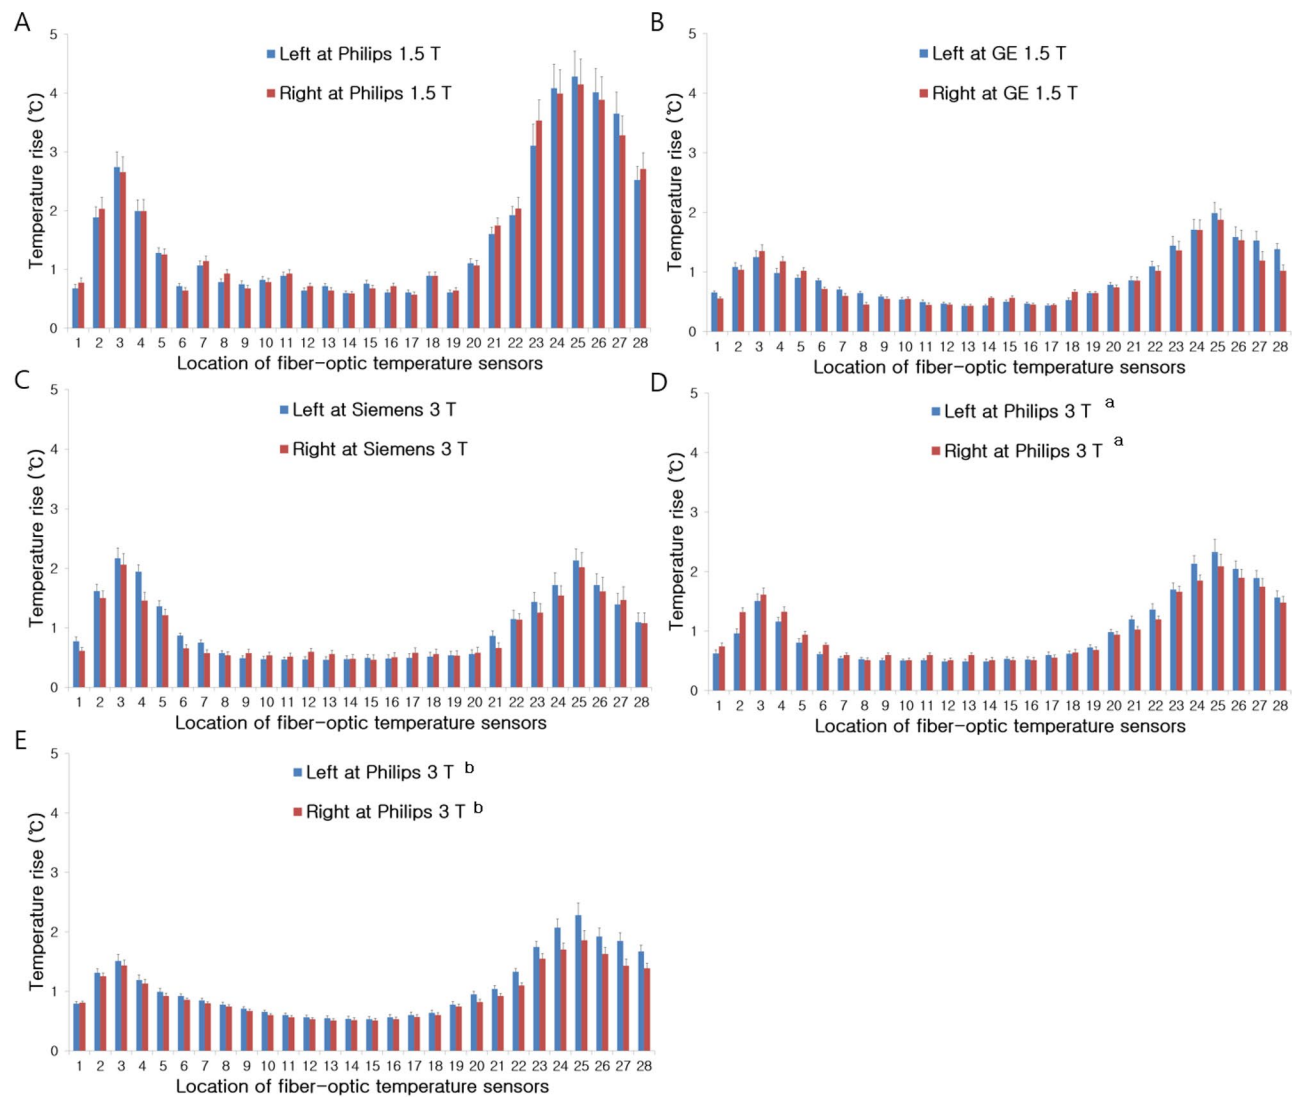 A
Temperature rise (℃)
5
4
3
2
1
0
Left at Philips 1.5 T
Right at Philips 1.5 T
1 2 3 4 5 6 7 8 9 10 11 12 13 14 15 16 17 18 19 20 21 22 23 24 25 26 27 28
Location of fiber-optic temperature sensors
B
Temperature rise (℃)
5
4
3
2
1
0
Left at GE 1.5 T
Right at GE 1.5 T
1 2 3 4 5 6 7 8 9 10 11 12 13 14 15 16 17 18 19 20 21 22 23 24 25 26 27 28
Location of fiber-optic temperature sensors
C
Temperature rise (℃)
5
4
3
2
1
0
Left at Siemens 3 T
Right at Siemens 3 T
1 2 3 4 5 6 7 8 9 10 11 12 13 14 15 16 17 18 19 20 21 22 23 24 25 26 27 28
Location of fiber-optic temperature sensors
D
Temperature rise (℃)
5
4
3
2
1
0
Left at Philips 3 T a
Right at Philips 3 T a
1 2 3 4 5 6 7 8 9 10 11 12 13 14 15 16 17 18 19 20 21 22 23 24 25 26 27 28
Location of fiber-optic temperature sensors
E
Temperature rise (℃)
5
4
3
2
1
0
Left at Philips 3 T b
Right at Philips 3 T b
1 2 3 4 5 6 7 8 9 10 11 12 13 14 15 16 17 18 19 20 21 22 23 24 25 26 27 28
Location of fiber-optic temperature sensors